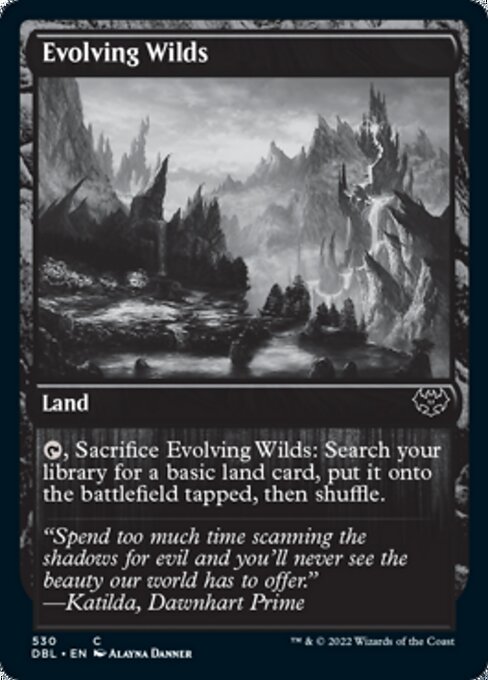 Evolving Wilds
Land
, Sacrifice Evolving Wilds: Search your
library for a basic land card, put it onto
the battlefield tapped, then shuffle.
“Spend too much time scanning the
shadows for evil and you’ll never see the
beauty our world has to offer.”
—Katilda, Dawnhart Prime
530 C
DBL • EN Alayna Danner
™ & © 2022 Wizards of the Coast